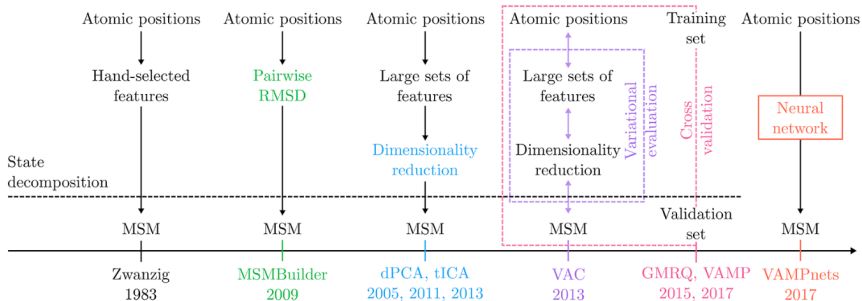 Atomic positions
Hand-selected
features
MSM
Zwanzig
1983
Atomic positions
Pairwise
RMSD
MSM
MSMBuilder
2009
Atomic positions
Large sets of
features
Dimensionality
reduction
MSM
dPCA, tICA
2005, 2011, 2013
Atomic positions
Large sets of
features
Dimensionality
reduction
MSM
VAC
2013
Variational
evaluation
Training
set
Cross
validation
Validation
set
GMRQ, VAMP
2015, 2017
Atomic positions
Neural
network
MSM
VAMPnets
2017
State
decomposition